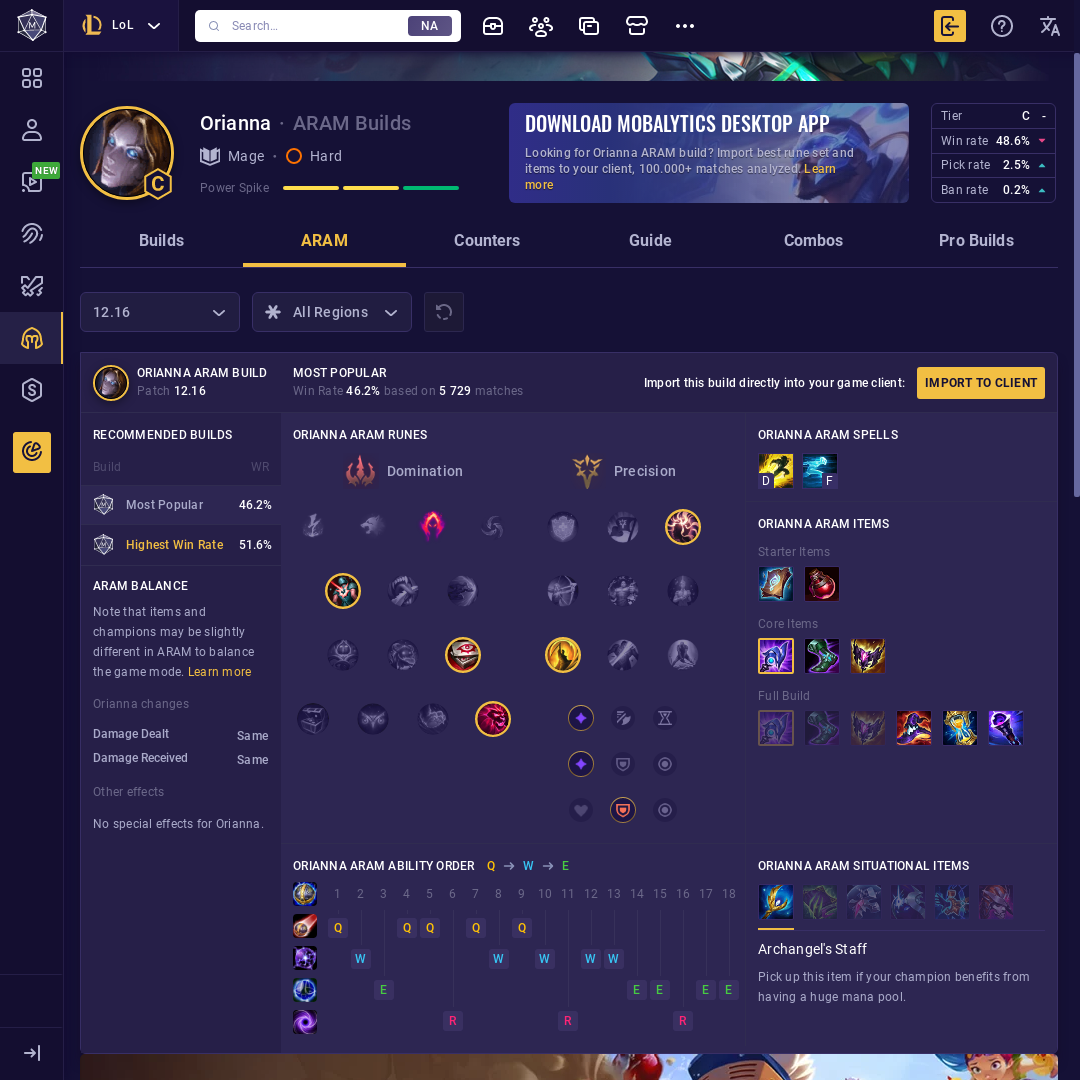 LoL
Search...
NA
NEW
Orianna · ARAM Builds
Mage · Hard
Power Spike
C
DOWNLOAD MOBALYTICS DESKTOP APP
Looking for Orianna ARAM build? Import best rune set and
items to your client, 100.000+ matches analyzed. Learn
more
Tier C -
Win rate 48.6%
Pick rate 2.5%
Ban rate 0.2%
Builds ARAM Counters Guide Combos Pro Builds
12.16
All Regions
ORIANNA ARAM BUILD
Patch 12.16
MOST POPULAR
Win Rate 46.2% based on 5 729 matches
Import this build directly into your game client:
IMPORT TO CLIENT
RECOMMENDED BUILDS
Build WR
Most Popular 46.2%
Highest Win Rate 51.6%
ARAM BALANCE
Note that items and
champions may be slightly
different in ARAM to balance
the game mode. Learn more
Orianna changes
Damage Dealt Same
Damage Received Same
Other effects
No special effects for Orianna.
ORIANNA ARAM RUNES
Domination
Precision
ORIANNA ARAM SPELLS
D F
ORIANNA ARAM ITEMS
Starter Items
Core Items
Full Build
ORIANNA ARAM ABILITY ORDER Q → W → E
1 2 3 4 5 6 7 8 9 10 11 12 13 14 15 16 17 18
Q Q Q Q Q
W W W W W
E E E E E
R R R
ORIANNA ARAM SITUATIONAL ITEMS
Archangel's Staff
Pick up this item if your champion benefits from
having a huge mana pool.